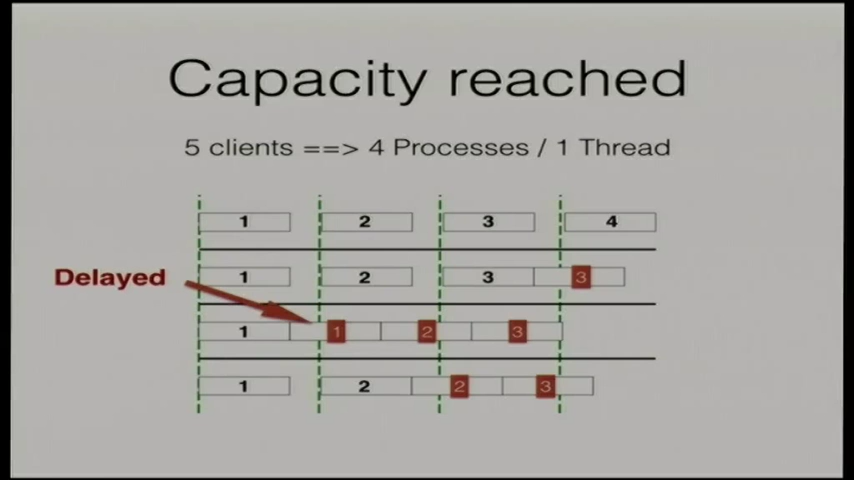 Capacity reached
5 clients ==> 4 Processes / 1 Thread
1 2 3 4
Delayed
1 2 3 3
1 1 2 3
1 2 2 3